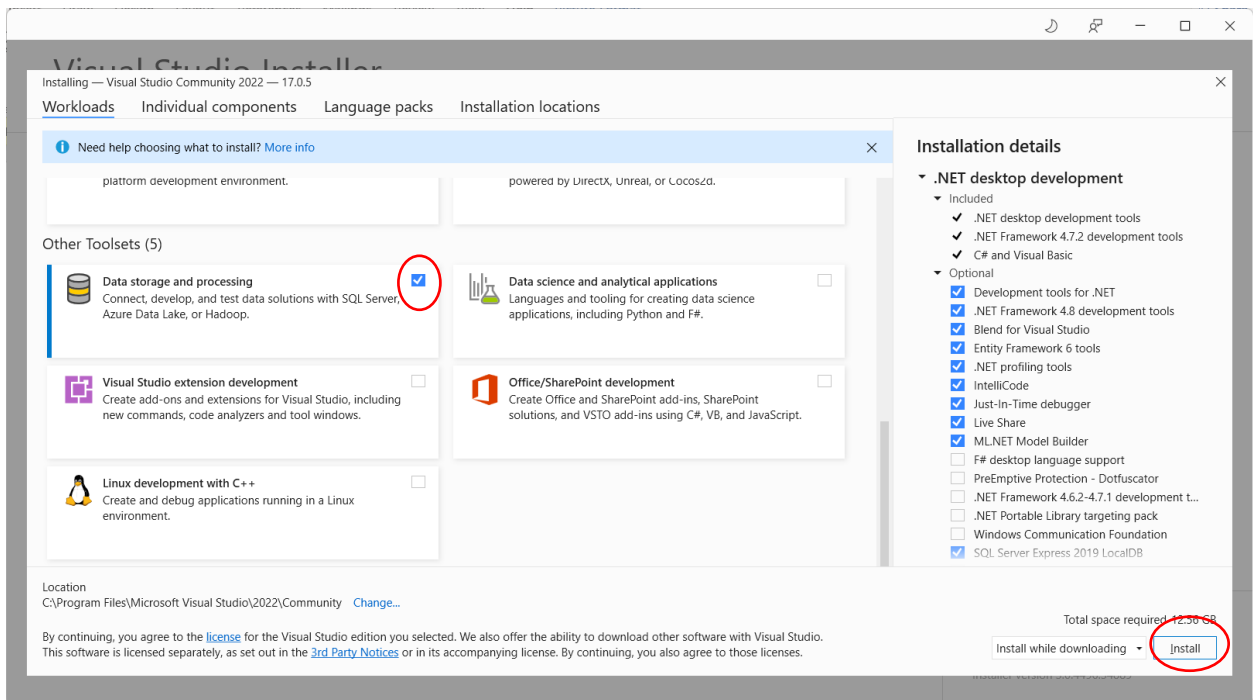 Visual Studio Installer
Installing — Visual Studio Community 2022 — 17.0.5
Workloads Individual components Language packs Installation locations
Need help choosing what to install? More info
platform development environment.
powered by DirectX, Unreal, or Cocos2d.
Other Toolsets (5)
Data storage and processing
Connect, develop, and test data solutions with SQL Server,
Azure Data Lake, or Hadoop.
Data science and analytical applications
Languages and tooling for creating data science
applications, including Python and F#.
Visual Studio extension development
Create add-ons and extensions for Visual Studio, including
new commands, code analyzers and tool windows.
Office/SharePoint development
Create Office and SharePoint add-ins, SharePoint
solutions, and VSTO add-ins using C#, VB, and JavaScript.
Linux development with C++
Create and debug applications running in a Linux
environment.
Installation details
.NET desktop development
Included
.NET desktop development tools
.NET Framework 4.7.2 development tools
C# and Visual Basic
Optional
Development tools for .NET
.NET Framework 4.8 development tools
Blend for Visual Studio
Entity Framework 6 tools
.NET profiling tools
IntelliCode
Just-In-Time debugger
Live Share
ML.NET Model Builder
F# desktop language support
PreEmptive Protection - Dotfuscator
.NET Framework 4.6.2-4.7.1 development t...
.NET Portable Library targeting pack
Windows Communication Foundation
SQL Server Express 2019 LocalDB
Location
C:\Program Files\Microsoft Visual Studio\2022\Community Change...
By continuing, you agree to the license for the Visual Studio edition you selected. We also offer the ability to download other software with Visual Studio.
This software is licensed separately, as set out in the 3rd Party Notices or in its accompanying license. By continuing, you also agree to those licenses.
Total space required 12.56 GB
Install while downloading Install